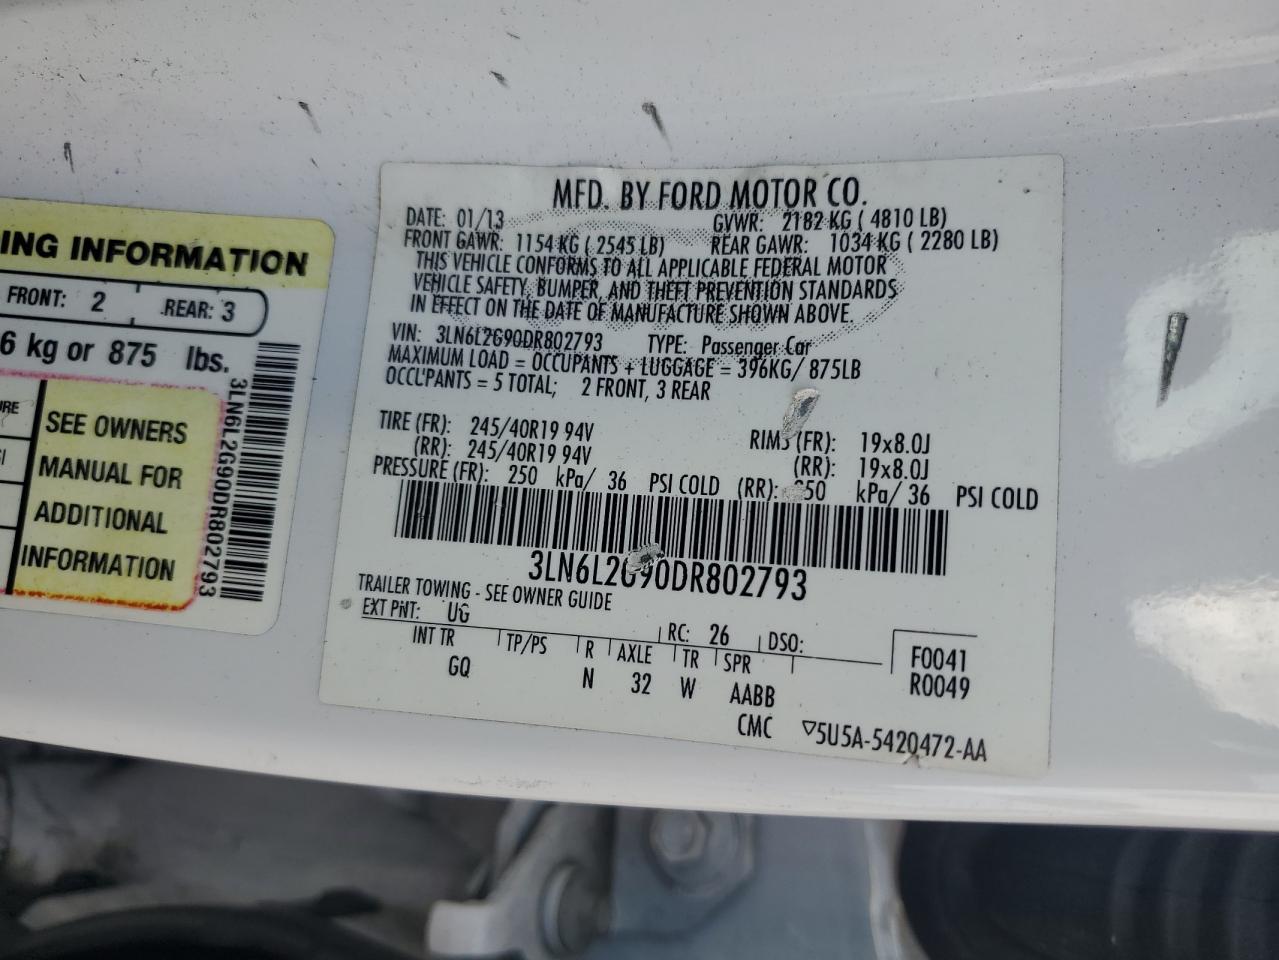 ING INFORMATION
FRONT: 2 REAR: 3
6 kg or 875 lbs.
SEE OWNERS
MANUAL FOR
ADDITIONAL
INFORMATION
3LN6L2G90DR802793
MFD. BY FORD MOTOR CO.
DATE: 01/13 GVWR: 2182 KG ( 4810 LB)
FRONT GAWR: 1154 KG ( 2545 LB) REAR GAWR: 1034 KG ( 2280 LB)
THIS VEHICLE CONFORMS TO ALL APPLICABLE FEDERAL MOTOR
VEHICLE SAFETY, BUMPER, AND THEFT PREVENTION STANDARDS
IN EFFECT ON THE DATE OF MANUFACTURE SHOWN ABOVE.
VIN: 3LN6L2G90DR802793 TYPE: Passenger Car
MAXIMUM LOAD = OCCUPANTS + LUGGAGE = 396KG/ 875LB
OCCL'PANTS = 5 TOTAL; 2 FRONT, 3 REAR
TIRE (FR): 245/40R19 94V RIMS (FR): 19x8.0J
(RR): 245/40R19 94V (RR): 19x8.0J
PRESSURE (FR): 250 kPa/ 36 PSI COLD (RR): 250 kPa/ 36 PSI COLD
3LN6L2G90DR802793
TRAILER TOWING - SEE OWNER GUIDE
EXT PNT: UG RC: 26 DSO:
INT TR TP/PS R AXLE TR SPR F0041
GQ N 32 W AABB R0049
CMC 5U5A-5420472-AA